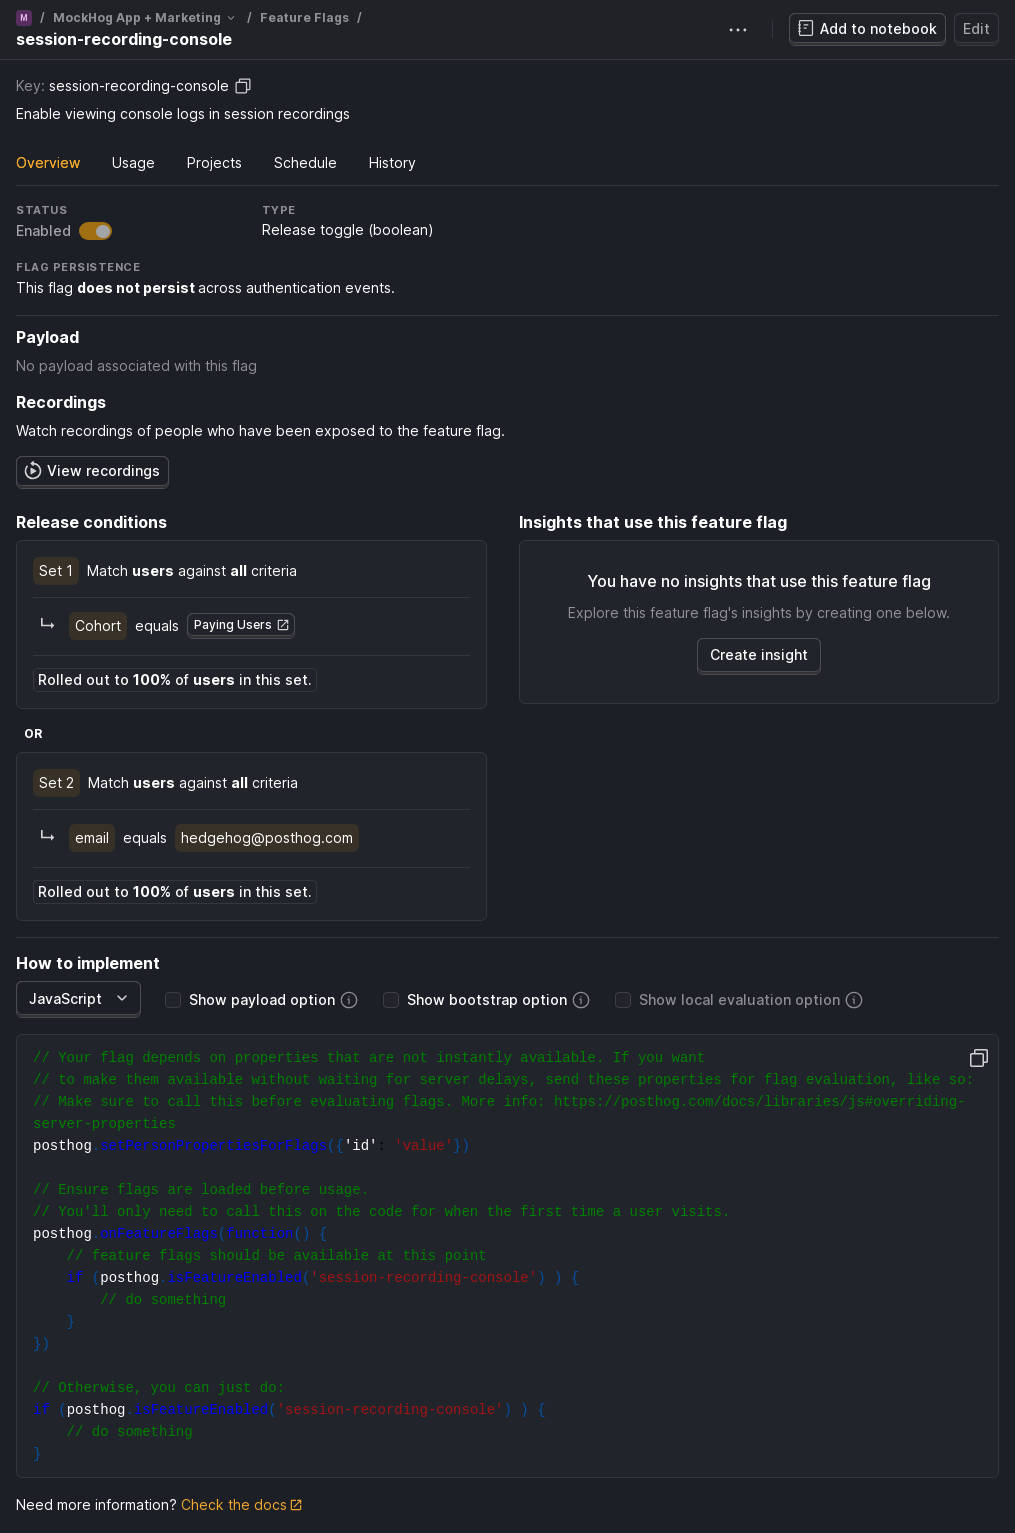 M / MockHog App + Marketing / Feature Flags /
session-recording-console
Add to notebook
Edit
Key: session-recording-console
Enable viewing console logs in session recordings
Overview Usage Projects Schedule History
STATUS
Enabled
TYPE
Release toggle (boolean)
FLAG PERSISTENCE
This flag does not persist across authentication events.
Payload
No payload associated with this flag
Recordings
Watch recordings of people who have been exposed to the feature flag.
View recordings
Release conditions
Set 1 Match users against all criteria
Cohort equals Paying Users
Rolled out to 100% of users in this set.
OR
Set 2 Match users against all criteria
email equals hedgehog@posthog.com
Rolled out to 100% of users in this set.
Insights that use this feature flag
You have no insights that use this feature flag
Explore this feature flag's insights by creating one below.
Create insight
How to implement
JavaScript
Show payload option
Show bootstrap option
Show local evaluation option
// Your flag depends on properties that are not instantly available. If you want
// to make them available without waiting for server delays, send these properties for flag evaluation, like so:
// Make sure to call this before evaluating flags. More info: https://posthog.com/docs/libraries/js#overriding-
server-properties
posthog.setPersonPropertiesForFlags({'id': 'value'})
// Ensure flags are loaded before usage.
// You'll only need to call this on the code for when the first time a user visits.
posthog.onFeatureFlags(function() {
// feature flags should be available at this point
if (posthog.isFeatureEnabled('session-recording-console') ) {
// do something
}
})
// Otherwise, you can just do:
if (posthog.isFeatureEnabled('session-recording-console') ) {
// do something
}
Need more information? Check the docs